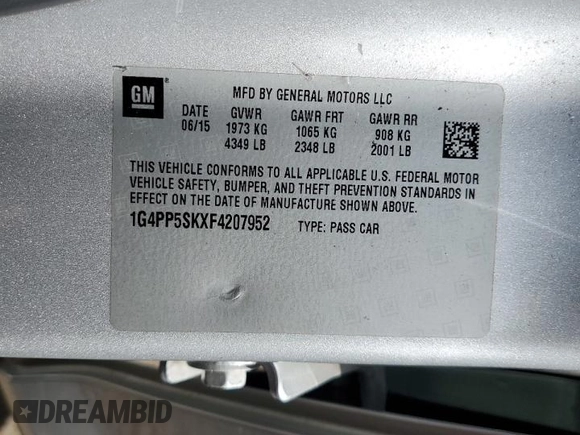 GM
MFD BY GENERAL MOTORS LLC
DATE GVWR GAWR FRT GAWR RR
06/15 1973 KG 1065 KG 908 KG
4349 LB 2348 LB 2001 LB
THIS VEHICLE CONFORMS TO ALL APPLICABLE U.S. FEDERAL MOTOR
VEHICLE SAFETY, BUMPER, AND THEFT PREVENTION STANDARDS IN
EFFECT ON THE DATE OF MANUFACTURE SHOWN ABOVE.
1G4PP5SKXF4207952 TYPE: PASS CAR
DREAMBID